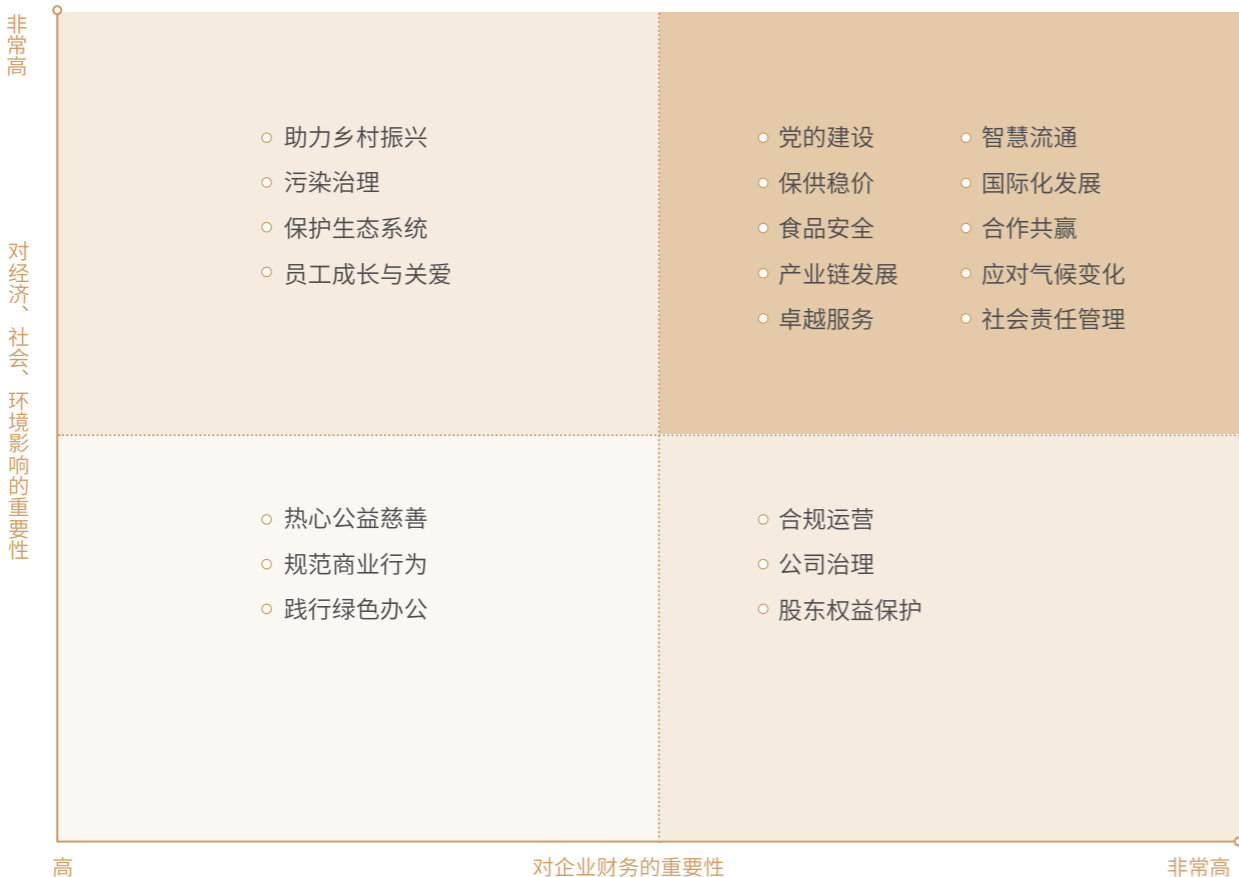 非常高
对经济、社会、环境影响的重要性
助力乡村振兴
污染治理
保护生态系统
员工成长与关爱
党的建设
保供稳价
食品安全
产业链发展
卓越服务
智慧流通
国际化发展
合作共赢
应对气候变化
社会责任管理
热心公益慈善
规范商业行为
践行绿色办公
合规运营
公司治理
股东权益保护
高
对企业财务的重要性
非常高